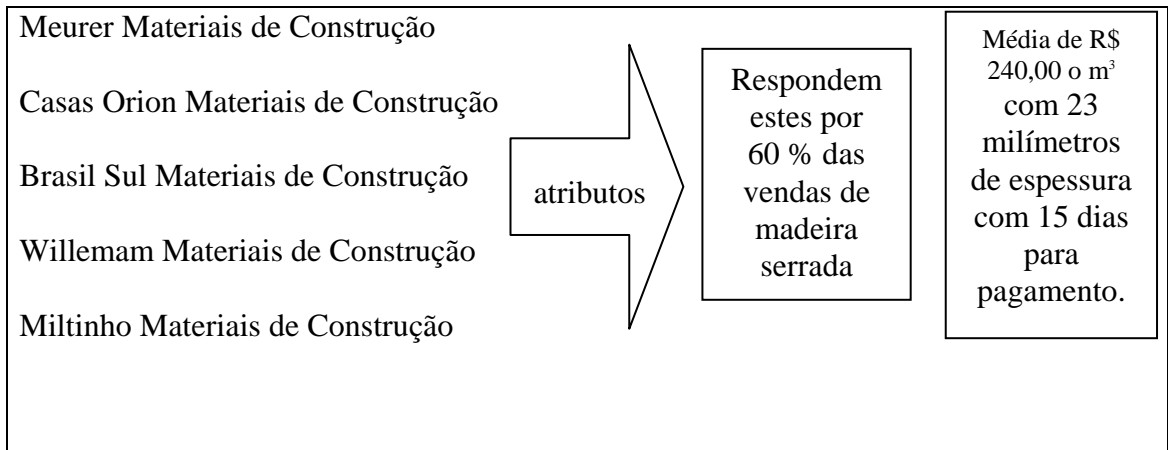 Meurer Materiais de Construção
Casas Orion Materiais de Construção
Brasil Sul Materiais de Construção
Willemam Materiais de Construção
Miltinho Materiais de Construção
atributos
Respondem
estes por
60 % das
vendas de
madeira
serrada
Média de R$
240,00 o m³
com 23
milímetros
de espessura
com 15 dias
para
pagamento.